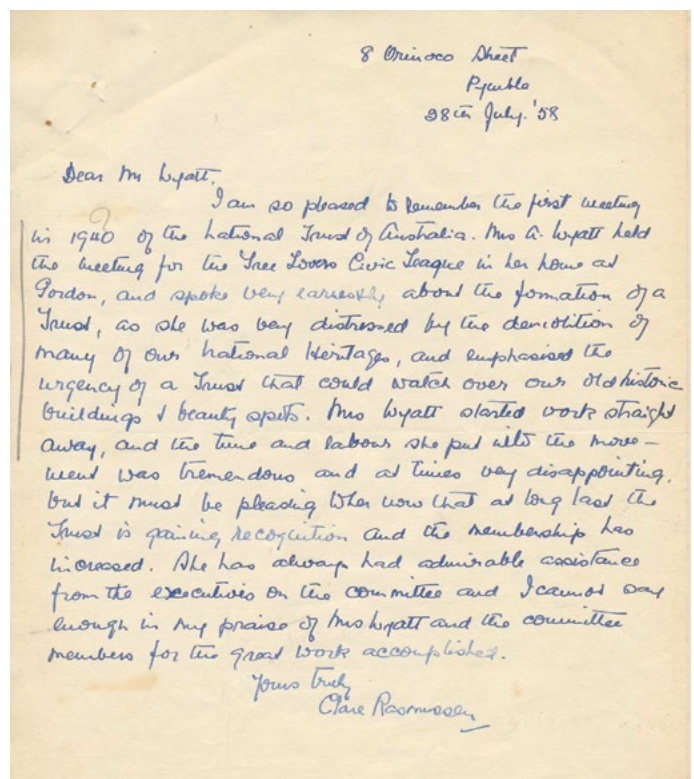 8 Orinoco Street
Pymble
28th July. '58
Dear Mr Wyatt,
I am so pleased to remember the first meeting
?
in 1940 of the National Trust of Australia. Mrs A. Wyatt held
the meeting for the Tree Lovers Civic League in her home at
Gordon, and spoke very earnestly about the formation of a
Trust, as she was very distressed by the demolition of
many of our National Heritages, and emphasised the
urgency of a Trust that could watch over our old historic
buildings & beauty spots. Mrs Wyatt started work straight
away, and the time and labour she put into the move-
ment was tremendous and at times very disappointing,
but it must be pleasing to her now that at long last the
Trust is gaining recognition and the membership has
increased. She has always had admirable assistance
from the executives on the committee and I cannot say
enough in my praise of Mrs Wyatt and the committee
members for the great work accomplished.
Yours truly
Clare Rasmussen